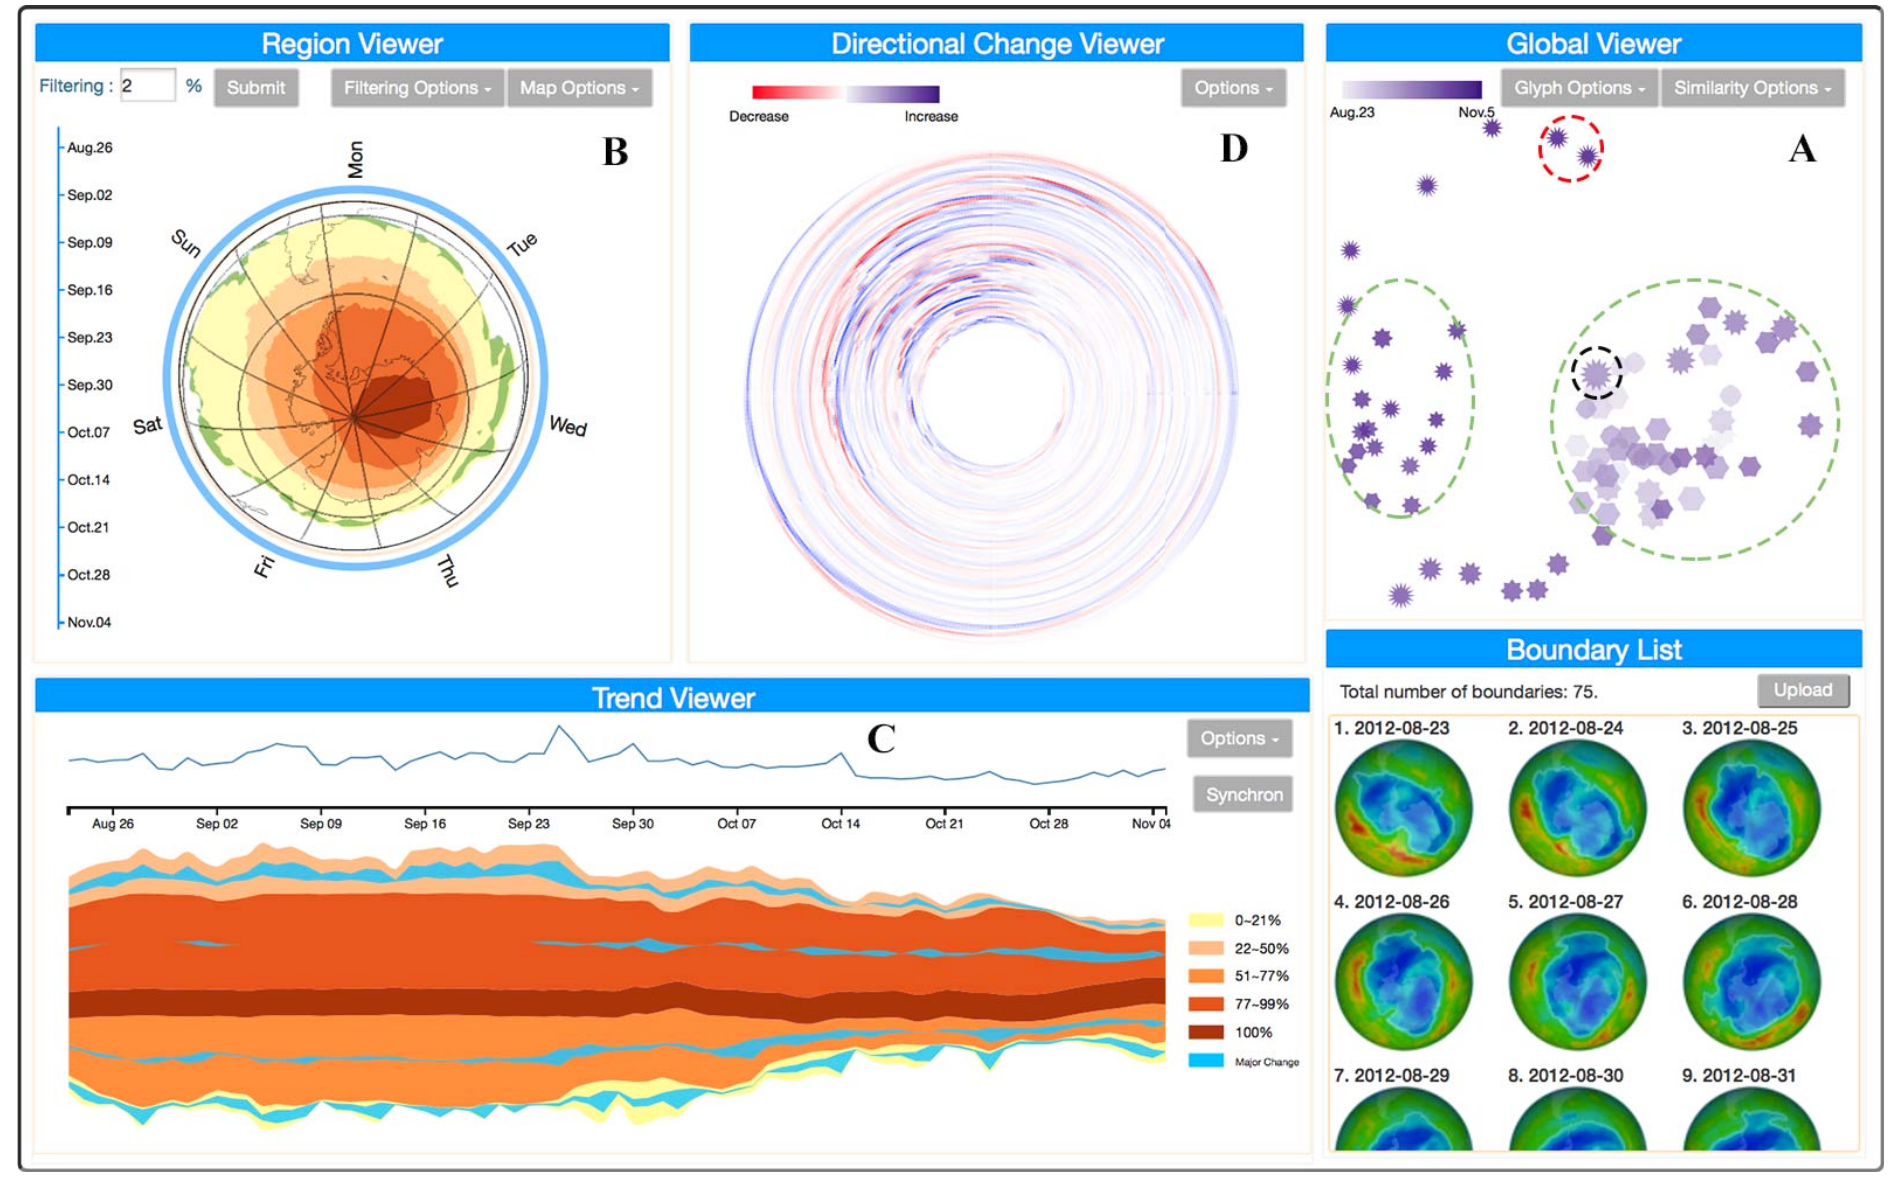 Region Viewer
Filtering : 2 % Submit Filtering Options Map Options
B
Aug.26
Sep.02
Sep.09
Sep.16
Sep.23
Sep.30
Oct.07
Oct.14
Oct.21
Oct.28
Nov.04
Mon
Tue
Wed
Thu
Fri
Sat
Sun
Directional Change Viewer
Options
Decrease Increase
D
Global Viewer
Glyph Options Similarity Options
Aug.23 Nov.5
A
Trend Viewer
C
Options
Synchron
Aug 26 Sep 02 Sep 09 Sep 16 Sep 23 Sep 30 Oct 07 Oct 14 Oct 21 Oct 28 Nov 04
0~21%
22~50%
51~77%
77~99%
100%
Major Change
Boundary List
Total number of boundaries: 75. Upload
1. 2012-08-23 2. 2012-08-24 3. 2012-08-25
4. 2012-08-26 5. 2012-08-27 6. 2012-08-28
7. 2012-08-29 8. 2012-08-30 9. 2012-08-31